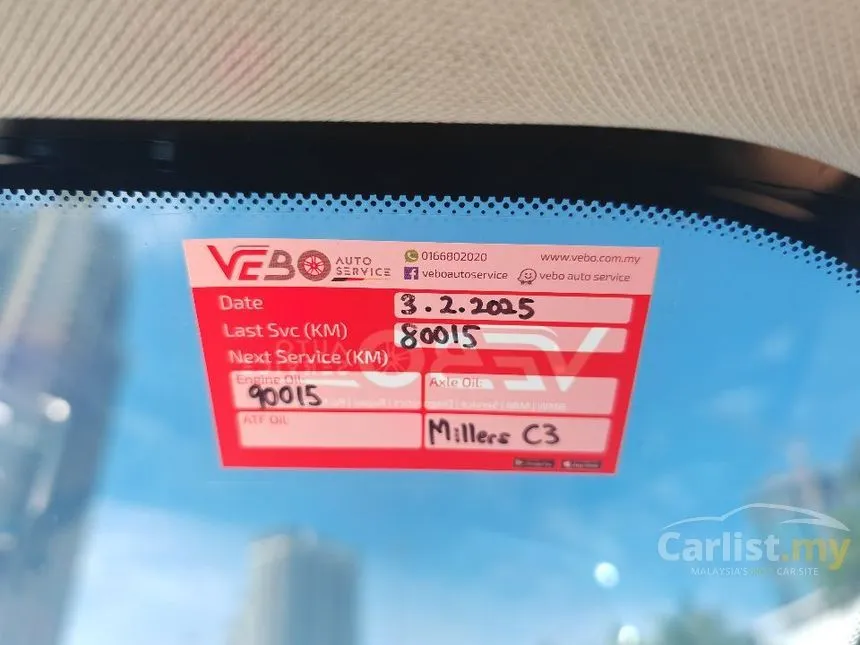 VEBO AUTO SERVICE
0166802020 www.vebo.com.my
veboautoservice vebo auto service
Date 3.2.2025
Last Svc (KM) 80015
Next Service (KM)
Engine Oil: Axle Oil:
90015
ATF Oil: Millers C3
Carlist.my
MALAYSIA'S CAR SITE